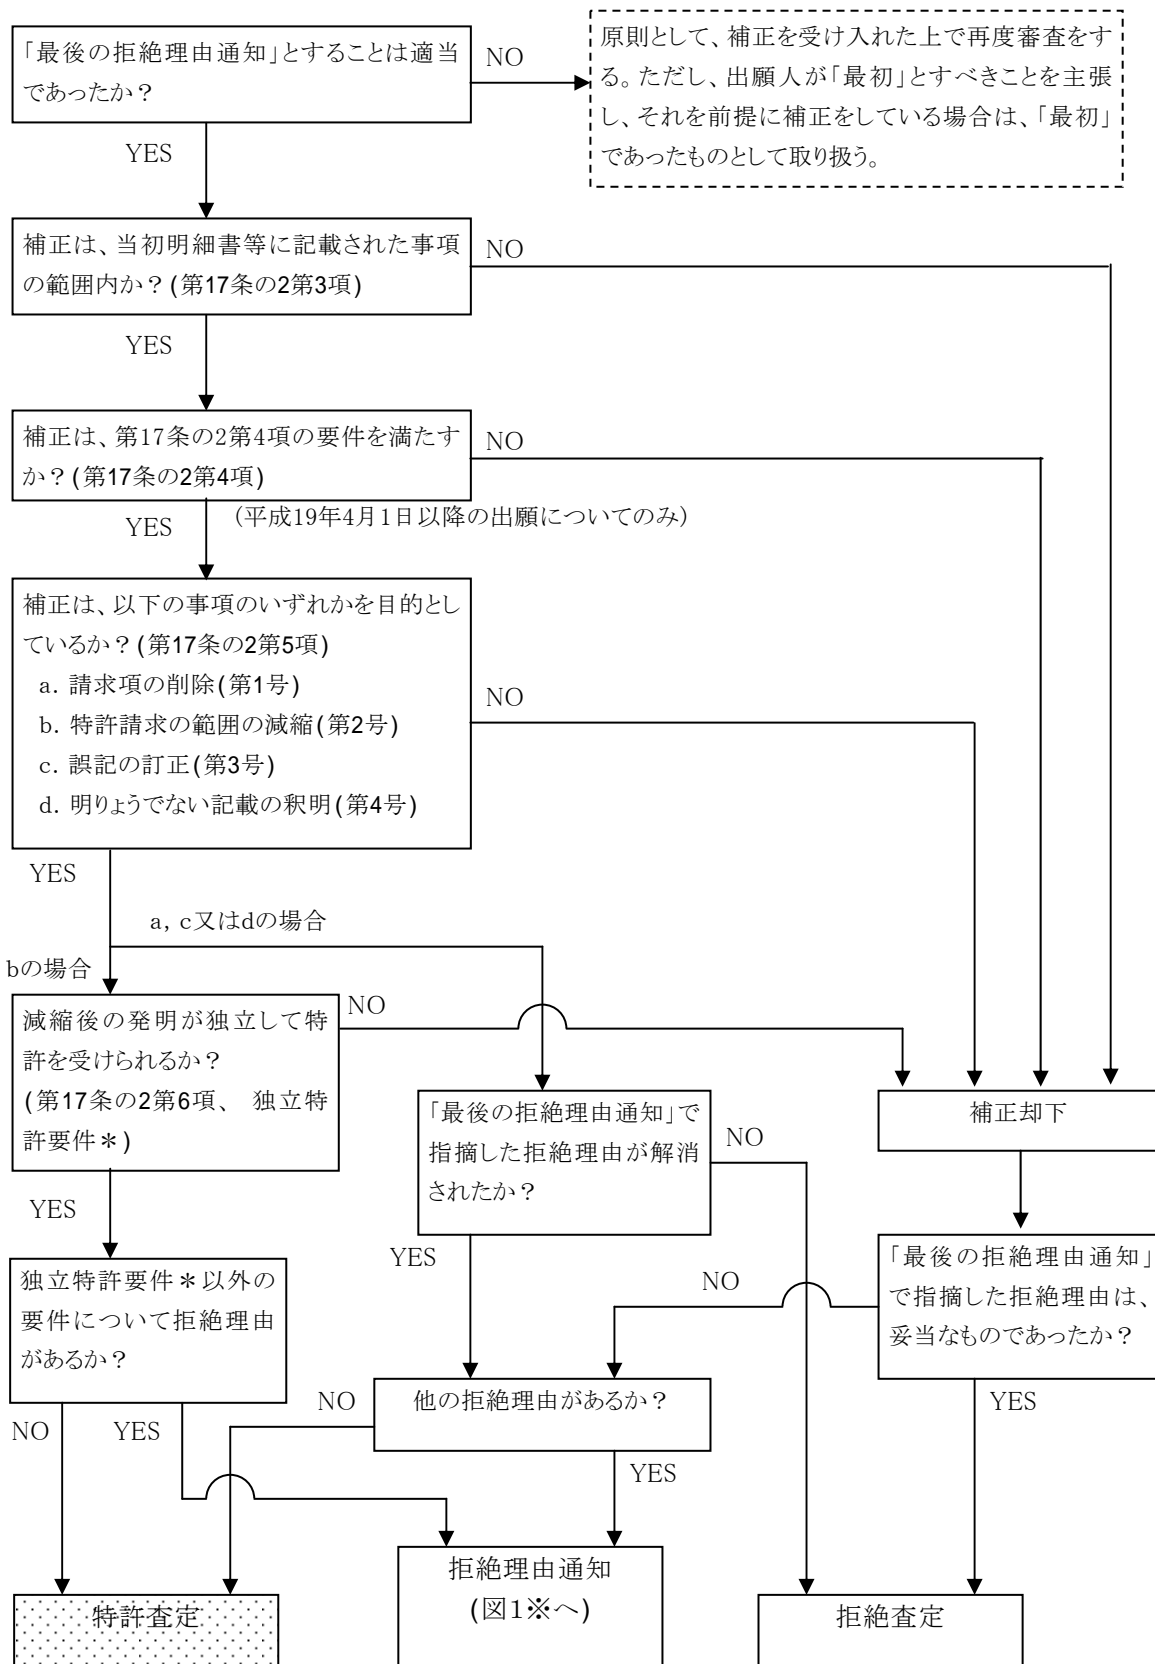 「最後の拒絶理由通知」とすることは適当
であったか?
NO
原則として、補正を受け入れた上で再度審査をす
る。ただし、出願人が「最初」とすべきことを主張
し、それを前提に補正をしている場合は、「最初」
であったものとして取り扱う。
YES
補正は、当初明細書等に記載された事項
の範囲内か?(第17条の2第3項)
NO
YES
補正は、第17条の2第4項の要件を満たす
か?(第17条の2第4項)
NO
YES
(平成19年4月1日以降の出願についてのみ)
補正は、以下の事項のいずれかを目的とし
ているか?(第17条の2第5項)
a. 請求項の削除(第1号)
b. 特許請求の範囲の減縮(第2号)
c. 誤記の訂正(第3号)
d. 明りょうでない記載の釈明(第4号)
NO
YES
a, c又はdの場合
bの場合
減縮後の発明が独立して特
許を受けられるか?
(第17条の2第6項、 独立特
許要件＊)
NO
「最後の拒絶理由通知」で
指摘した拒絶理由が解消
されたか?
NO
補正却下
YES
YES
独立特許要件＊以外の
要件について拒絶理由
があるか?
NO
「最後の拒絶理由通知」
で指摘した拒絶理由は、
妥当なものであったか?
他の拒絶理由があるか?
NO
YES
NO
YES
YES
特許査定
拒絶理由通知
(図1※へ)
拒絶査定